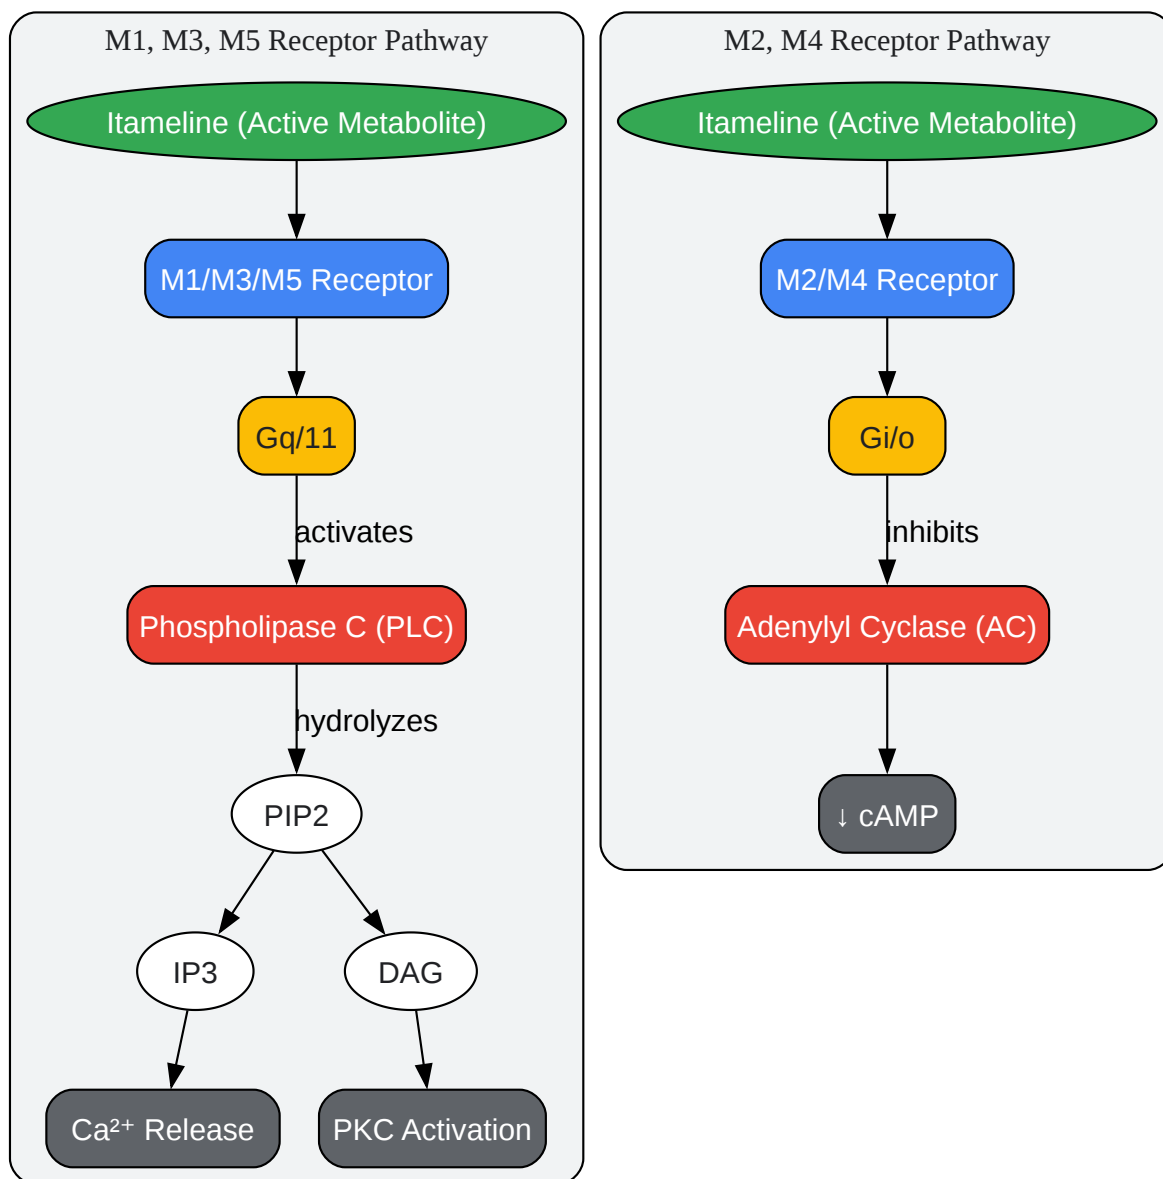 M1, M3, M5 Receptor Pathway
Itameline (Active Metabolite)
M1/M3/M5 Receptor
Gq/11
activates
Phospholipase C (PLC)
hydrolyzes
PIP2
IP3
DAG
Ca²⁺ Release
PKC Activation
M2, M4 Receptor Pathway
Itameline (Active Metabolite)
M2/M4 Receptor
Gi/o
inhibits
Adenylyl Cyclase (AC)
↓ cAMP